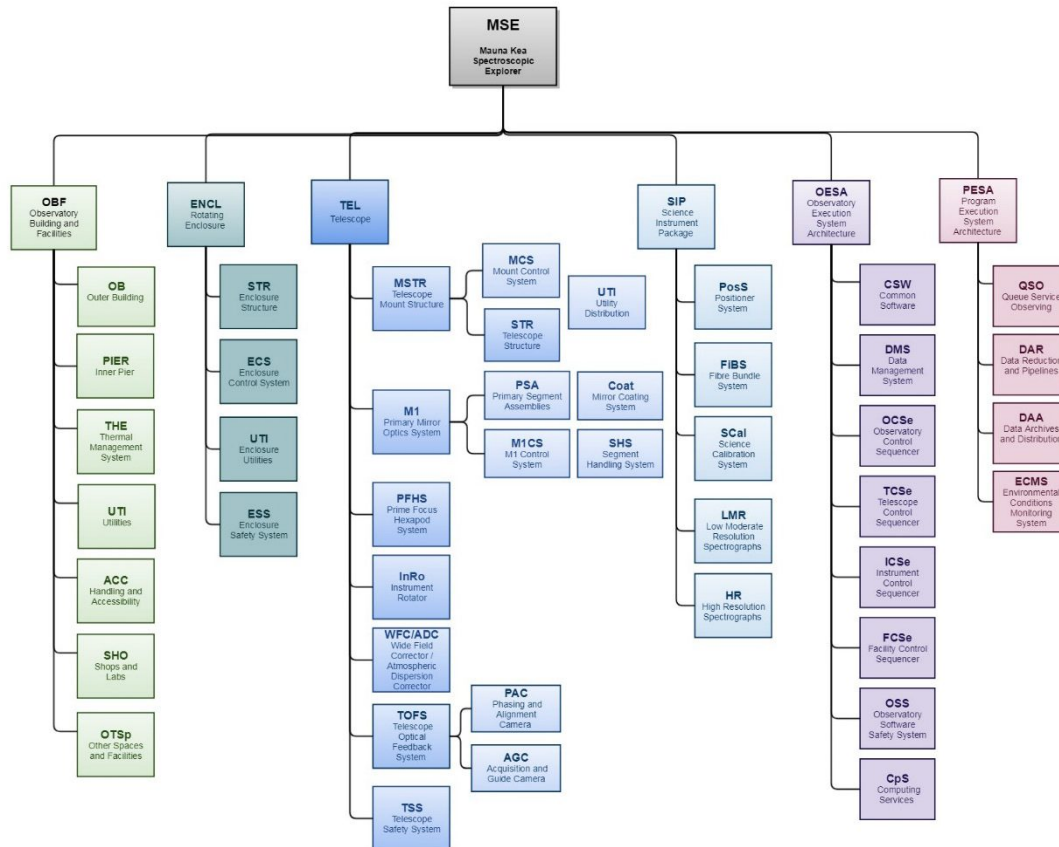 MSE
Mauna Kea
Spectroscopic
Explorer
OBF
Observatory
Building and
Facilities
OB
Outer Building
PIER
Inner Pier
THE
Thermal
Management
System
UTI
Utilities
ACC
Handling and
Accessibility
SHO
Shops and
Labs
OTSp
Other Spaces
and Facilities
ENCL
Rotating
Enclosure
STR
Enclosure
Structure
ECS
Enclosure
Control System
UTI
Enclosure
Utilities
ESS
Enclosure
Safety System
TEL
Telescope
MSTR
Telescope
Mount Structure
MCS
Mount Control
System
STR
Telescope
Structure
UTI
Utility
Distribution
M1
Primary Mirror
Optics System
PSA
Primary Segment
Assemblies
Coat
Mirror Coating
System
M1CS
M1 Control
System
SHS
Segment
Handling System
PFHS
Prime Focus
Hexapod
System
InRo
Instrument
Rotator
WFC/ADC
Wide Field
Corrector /
Atmospheric
Dispersion
Corrector
TOFS
Telescope
Optical
Feedback
System
PAC
Phasing and
Alignment
Camera
AGC
Acquisition and
Guide Camera
TSS
Telescope
Safety System
SIP
Science
Instrument
Package
PosS
Positioner
System
FiBS
Fibre Bundle
System
SCal
Science
Calibration
System
LMR
Low Moderate
Resolution
Spectrographs
HR
High Resolution
Spectrographs
OESA
Observatory
Execution
System
Architecture
CSW
Common
Software
DMS
Data
Management
System
OCSe
Observatory
Control
Sequencer
TCSe
Telescope
Control
Sequencer
ICSe
Instrument
Control
Sequencer
FCSe
Facility Control
Sequencer
OSS
Observatory
Software
Safety System
CpS
Computing
Services
PESA
Program
Execution
System
Architecture
QSO
Queue Service
Observing
DAR
Data Reduction
and Pipelines
DAA
Data Archives
and Distribution
ECMS
Environmental
Conditions
Monitoring
System